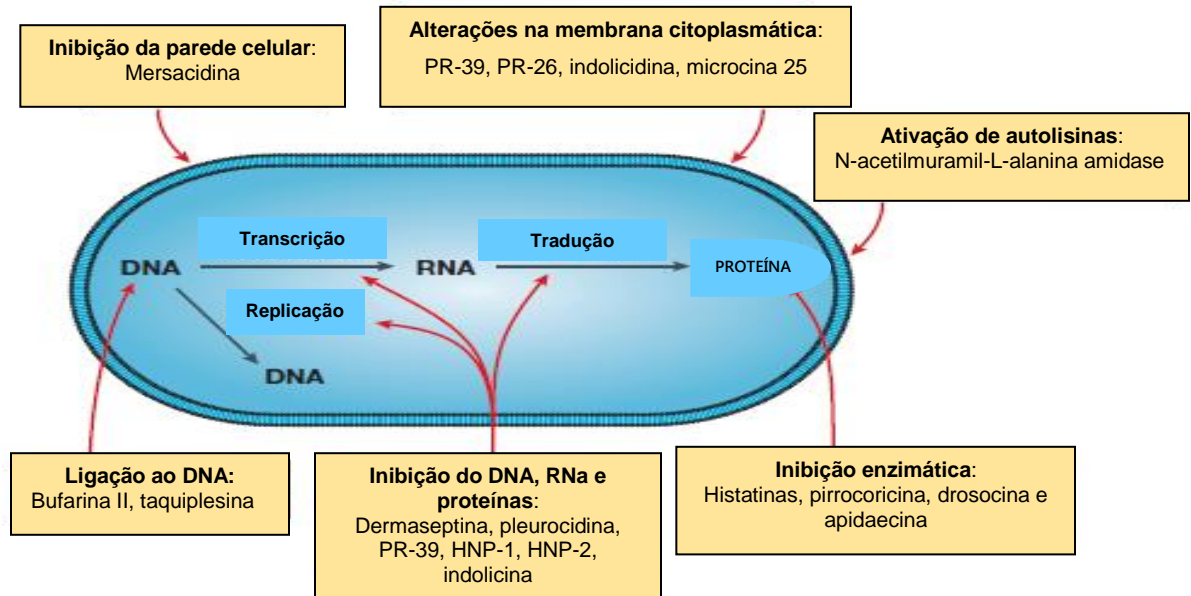 Inibição da parede celular:
Mersacidina
Alterações na membrana citoplasmática:
PR-39, PR-26, indolicidina, microcina 25
Ativação de autolisinas:
N-acetilmuramil-L-alanina amidase
Transcrição
Tradução
DNA
RNA
PROTEÍNA
Replicação
DNA
Ligação ao DNA:
Bufarina II, taquiplesina
Inibição do DNA, RNa e
proteínas:
Dermaseptina, pleurocidina,
PR-39, HNP-1, HNP-2,
indolicina
Inibição enzimática:
Histatinas, pirrocoricina, drosocina e
apidaecina